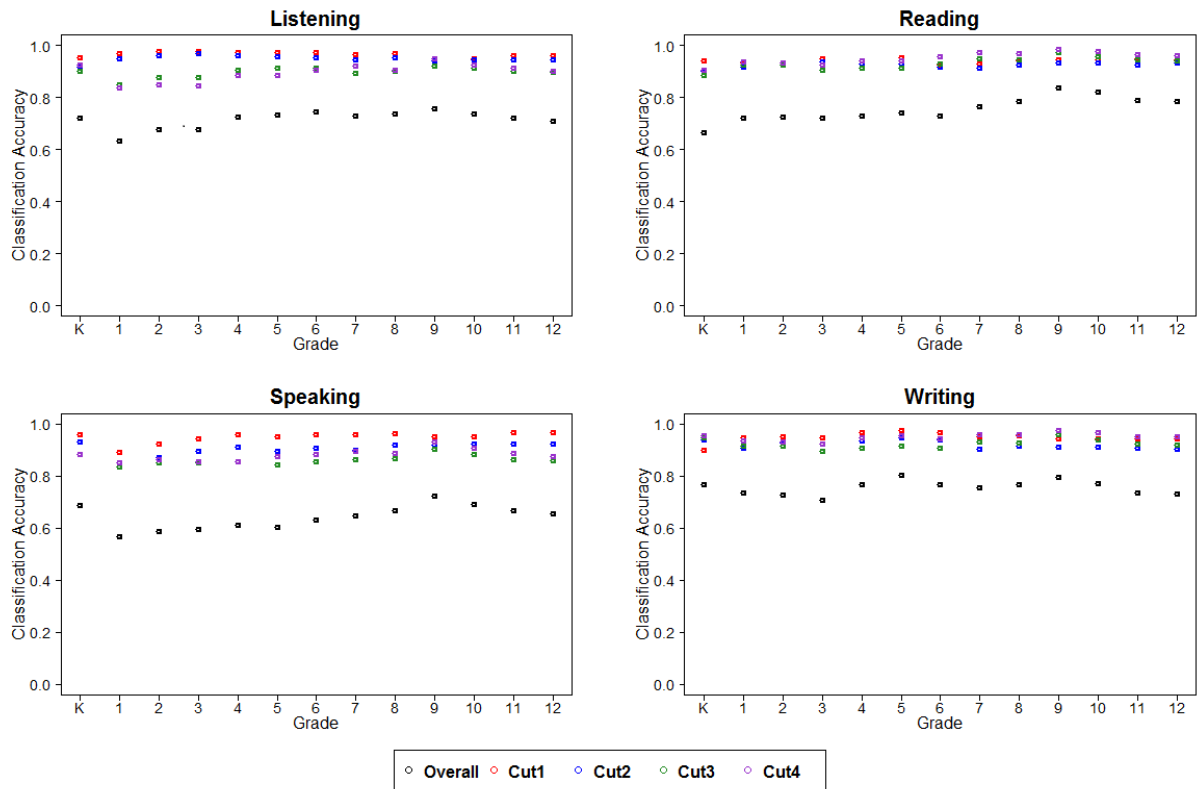 Listening
Classification Accuracy
1.0
0.8
0.6
0.4
0.2
0.0
K 1 2 3 4 5 6 7 8 9 10 11 12
Grade
Reading
Classification Accuracy
1.0
0.8
0.6
0.4
0.2
0.0
K 1 2 3 4 5 6 7 8 9 10 11 12
Grade
Speaking
Classification Accuracy
1.0
0.8
0.6
0.4
0.2
0.0
K 1 2 3 4 5 6 7 8 9 10 11 12
Grade
Writing
Classification Accuracy
1.0
0.8
0.6
0.4
0.2
0.0
K 1 2 3 4 5 6 7 8 9 10 11 12
Grade
Overall Cut1 Cut2 Cut3 Cut4